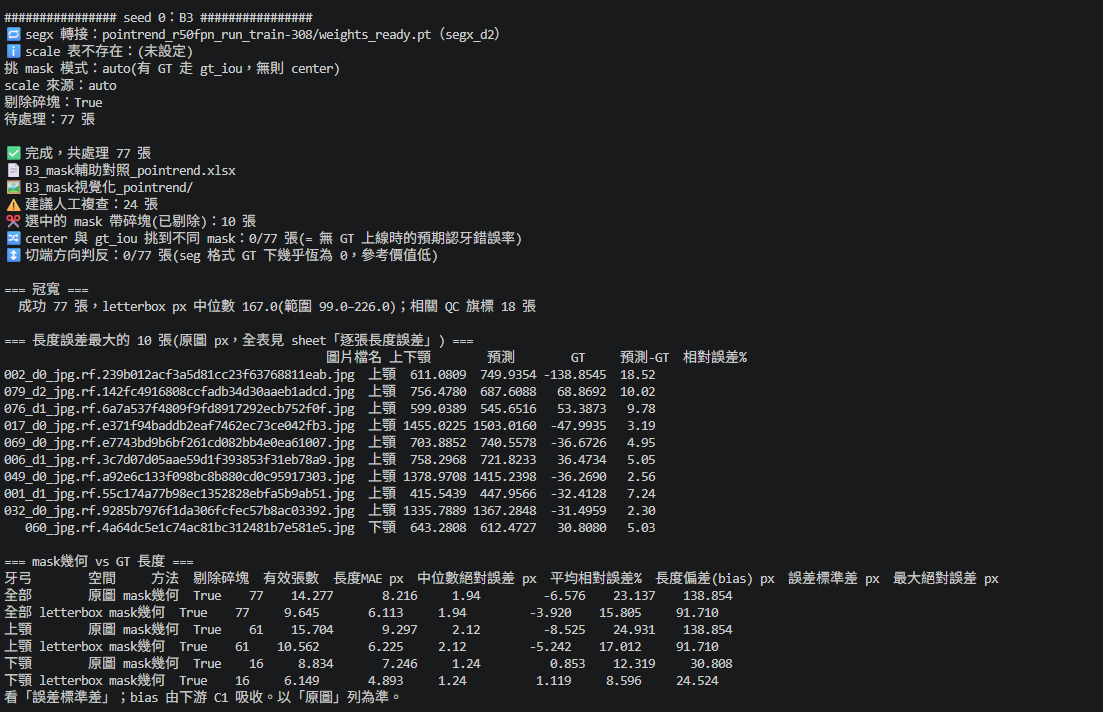 ################ seed 0：B3 ################
🔁 segx 轉接：pointrend_r50fpn_run_train-308/weights_ready.pt（segx_d2）
ℹ️ scale 表不存在：(未設定)
挑 mask 模式：auto(有 GT 走 gt_iou，無則 center)
scale 來源：auto
剔除碎塊：True
待處理：77 張
✅ 完成，共處理 77 張
📄 B3_mask輔助對照_pointrend.xlsx
🖼️ B3_mask視覺化_pointrend/
⚠️ 建議人工複查：24 張
✂️ 選中的 mask 帶碎塊(已剔除)：10 張
🔀 center 與 gt_iou 挑到不同 mask：0/77 張(= 無 GT 上線時的預期認牙錯誤率)
↕️ 切端方向判反：0/77 張(seg 格式 GT 下幾乎恆為 0，參考價值低)
=== 冠寬 ===
成功 77 張，letterbox px 中位數 167.0(範圍 99.0–226.0)；相關 QC 旗標 18 張
=== 長度誤差最大的 10 張(原圖 px，全表見 sheet「逐張長度誤差」) ===
圖片檔名 上下顎 預測 GT 預測-GT 相對誤差%
002_d0_jpg.rf.239b012acf3a5d81cc23f63768811eab.jpg 上顎 611.0809 749.9354 -138.8545 18.52
079_d2_jpg.rf.142fc4916808ccfadb34d30aaeb1adcd.jpg 上顎 756.4780 687.6088 68.8692 10.02
076_d1_jpg.rf.6a7a537f4809f9fd8917292ecb752f0f.jpg 上顎 599.0389 545.6516 53.3873 9.78
017_d0_jpg.rf.e371f94baddb2eaf7462ec73ce042fb3.jpg 上顎 1455.0225 1503.0160 -47.9935 3.19
069_d0_jpg.rf.e7743bd9b6bf261cd082bb4e0ea61007.jpg 上顎 703.8852 740.5578 -36.6726 4.95
006_d1_jpg.rf.3c7d07d05aae59d1f393853f31eb78a9.jpg 上顎 758.2968 721.8233 36.4734 5.05
049_d0_jpg.rf.a92e6c133f098bc8b880cd0c95917303.jpg 上顎 1378.9708 1415.2398 -36.2690 2.56
001_d1_jpg.rf.55c174a77b98ec1352828ebfa5b9ab51.jpg 上顎 415.5439 447.9566 -32.4128 7.24
032_d0_jpg.rf.9285b7976f1da306fcfec57b8ac03392.jpg 上顎 1335.7889 1367.2848 -31.4959 2.30
060_jpg.rf.4a64dc5e1c74ac81bc312481b7e581e5.jpg 下顎 643.2808 612.4727 30.8080 5.03
=== mask幾何 vs GT 長度 ===
牙弓 空間 方法 剔除碎塊 有效張數 長度MAE px 中位數絕對誤差 px 平均相對誤差% 長度偏差(bias) px 誤差標準差 px 最大絕對誤差 px
全部 原圖 mask幾何 True 77 14.277 8.216 1.94 -6.576 23.137 138.854
全部 letterbox mask幾何 True 77 9.645 6.113 1.94 -3.920 15.805 91.710
上顎 原圖 mask幾何 True 61 15.704 9.297 2.12 -8.525 24.931 138.854
上顎 letterbox mask幾何 True 61 10.562 6.225 2.12 -5.242 17.012 91.710
下顎 原圖 mask幾何 True 16 8.834 7.246 1.24 0.853 12.319 30.808
下顎 letterbox mask幾何 True 16 6.149 4.893 1.24 1.119 8.596 24.524
看「誤差標準差」；bias 由下游 C1 吸收。以「原圖」列為準。